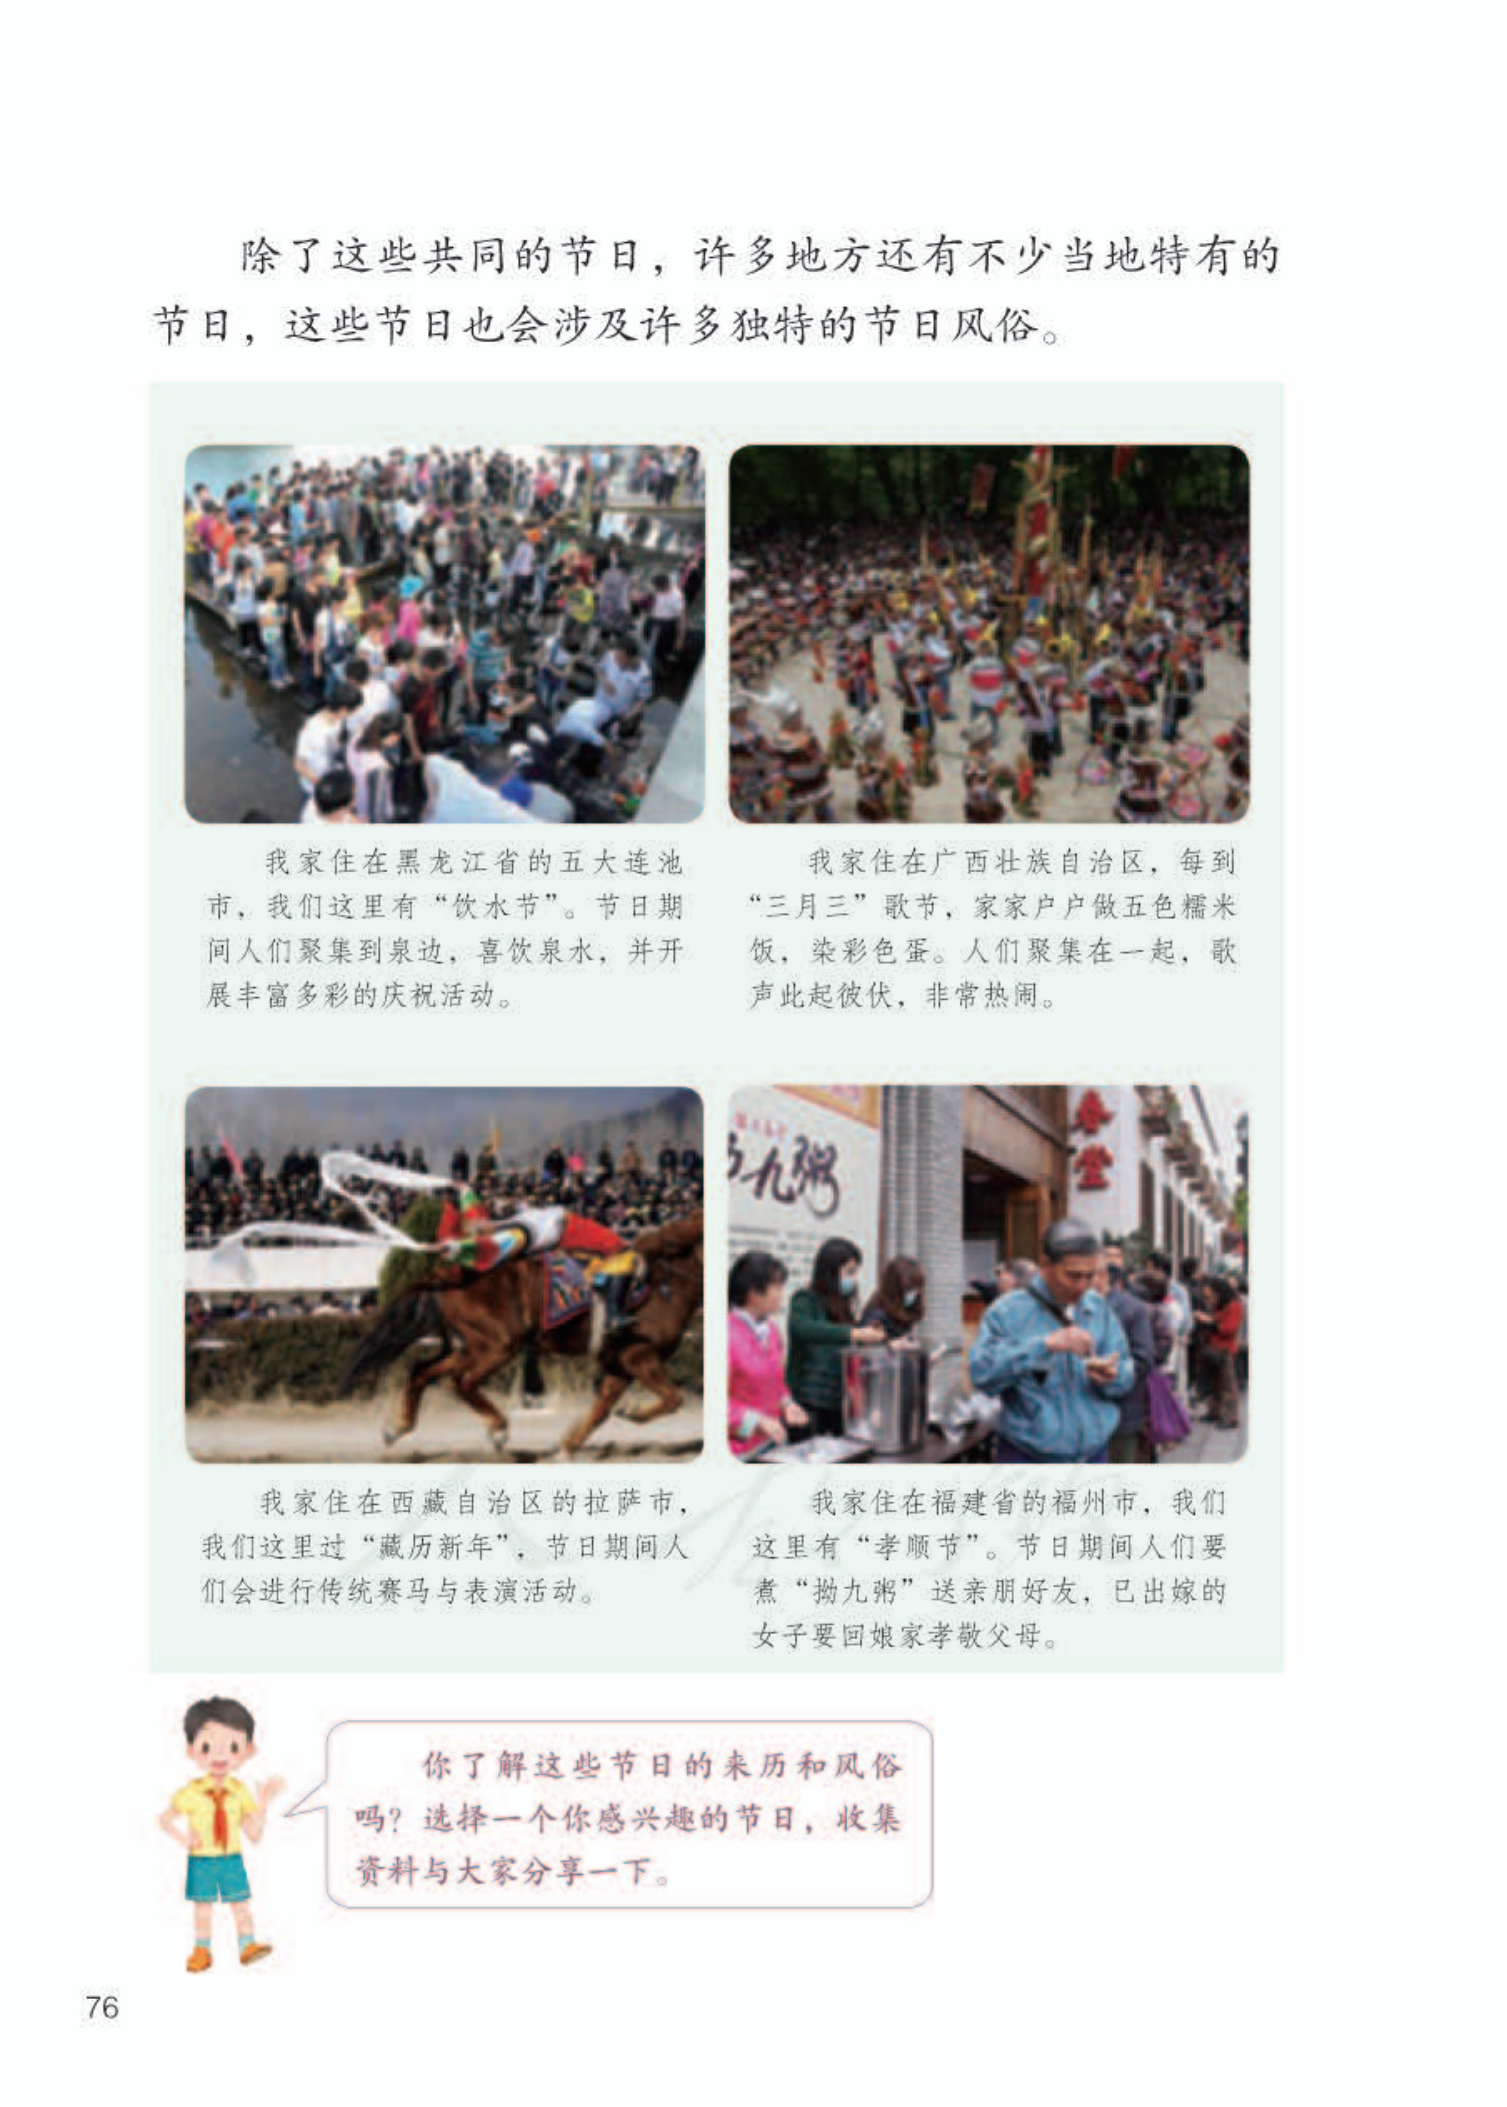 除了这些共同的节日，许多地方还有不少当地特有的
节日，这些节日也会涉及许多独特的节日风俗。
我家住在黑龙江省的五大连池
市，我们这里有“饮水节”。节日期
间人们聚集到泉边，喜饮泉水，并开
展丰富多彩的庆祝活动。
我家住在广西壮族自治区，每到
“三月三”歌节，家家户户做五色糯米
饭，染彩色蛋。人们聚集在一起，歌
声此起彼伏，非常热闹。
九粥
春堂
我家住在西藏自治区的拉萨市，
我们这里过“藏历新年”，节日期间人
们会进行传统赛马与表演活动。
我家住在福建省的福州市，我们
这里有“孝顺节”。节日期间人们要
煮“拗九粥”送亲朋好友，已出嫁的
女子要回娘家孝敬父母。
你了解这些节日的来历和风俗
吗？选择一个你感兴趣的节日，收集
资料与大家分享一下。
76